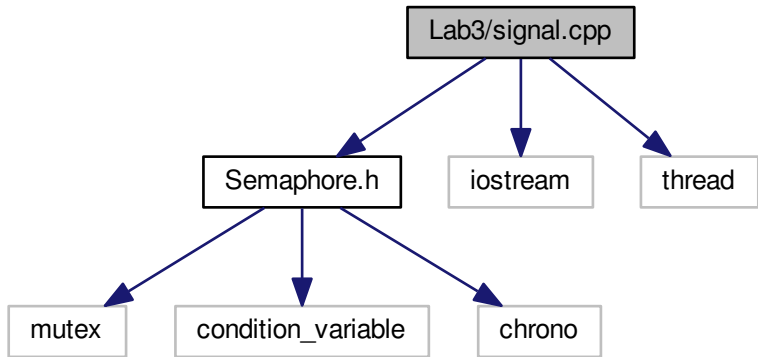 Lab3/signal.cpp
Semaphore.h
iostream
thread
mutex
condition_variable
chrono